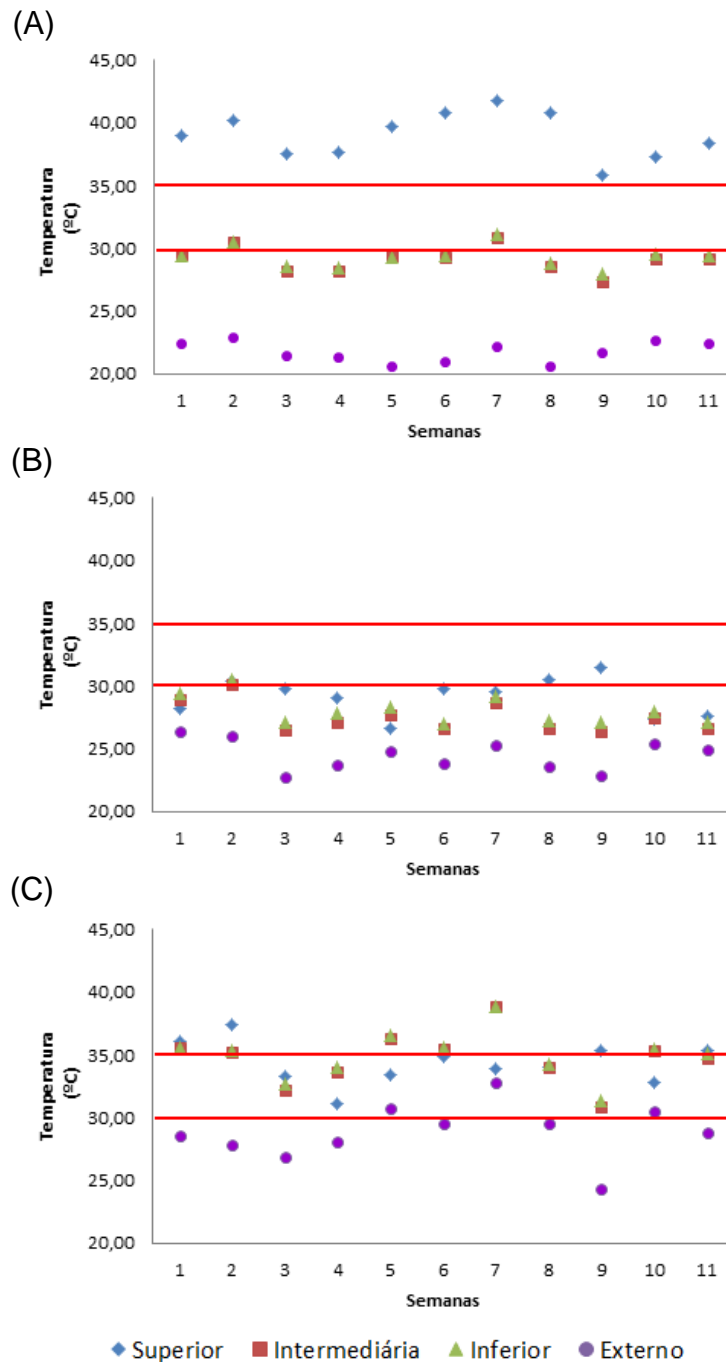 (A)
45,00
40,00
35,00
30,00
25,00
20,00
Temperatura
(ºC)
1 2 3 4 5 6 7 8 9 10 11
Semanas
(B)
45,00
40,00
35,00
30,00
25,00
20,00
Temperatura
(ºC)
1 2 3 4 5 6 7 8 9 10 11
Semanas
(C)
45,00
40,00
35,00
30,00
25,00
20,00
Temperatura
(ºC)
1 2 3 4 5 6 7 8 9 10 11
Semanas
Superior Intermediária Inferior Externo